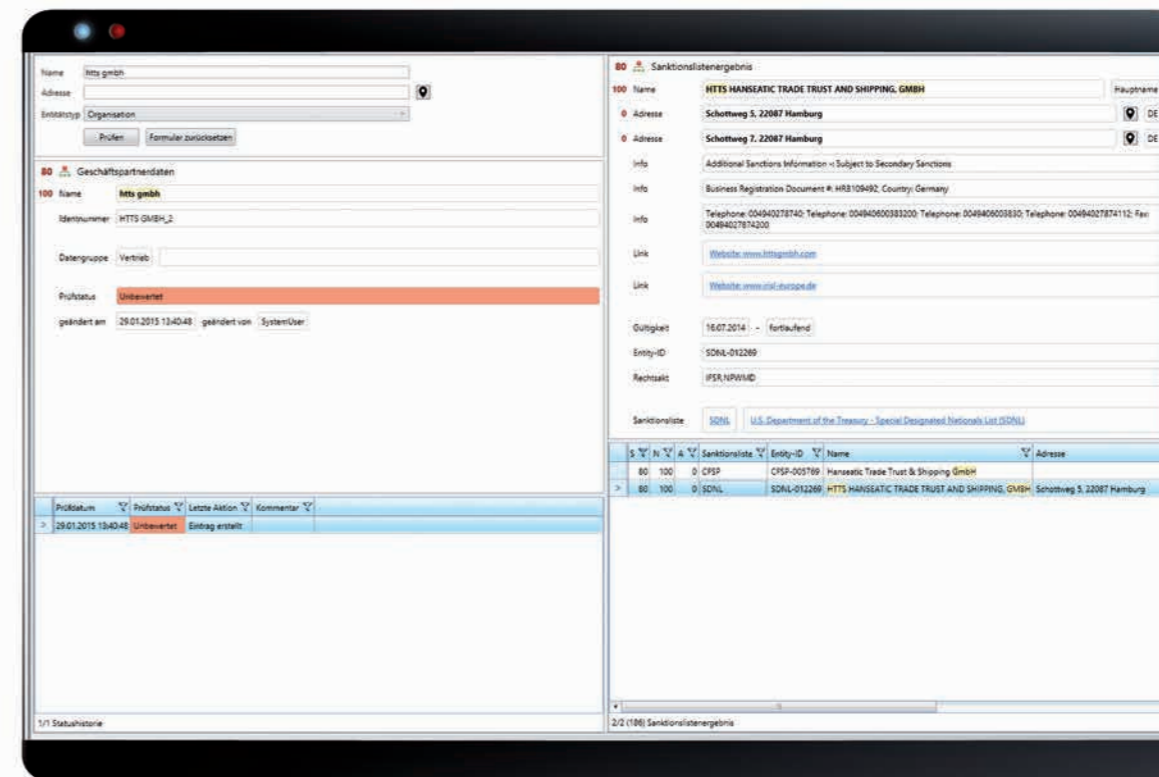 Name htts gmbh
Adresse
Entitätstyp Organisation
Prüfen Formular zurücksetzen
80 Geschäftspartnerdaten
100 Name htts gmbh
Identnummer HTTS GMBH_2
Datengruppe Vertrieb
Prüfstatus Unbewertet
geändert am 29.01.2015 13:40:48 geändert von SystemUser
Prüfdatum Prüfstatus Letzte Aktion Kommentar
> 29.01.2015 13:40:48 Unbewertet Eintrag erstellt
1/1 Statushistorie
80 Sanktionslistenergebnis
100 Name HTTS HANSEATIC TRADE TRUST AND SHIPPING, GMBH Hauptname
0 Adresse Schottweg 5, 22087 Hamburg DE
0 Adresse Schottweg 7, 22087 Hamburg DE
Info Additional Sanctions Information -: Subject to Secondary Sanctions
Info Business Registration Document #: HRB109492, Country: Germany
Info Telephone: 004940278740; Telephone: 004940600383200; Telephone: 0049406003830; Telephone: 00494027874112; Fax:
00494027874200
Link Website: www.httsgmbh.com
Link Website: www.irisl-europe.de
Gültigkeit 16.07.2014 - fortlaufend
Entity-ID SDNL-012269
Rechtsakt IFSR,NPWMD
Sanktionsliste SDNL U.S. Department of the Treasury - Special Designated Nationals List (SDNL)
S N A Sanktionsliste Entity-ID Name Adresse
80 100 0 CFSP CFSP-005769 Hanseatic Trade Trust & Shipping GmbH
> 80 100 0 SDNL SDNL-012269 HTTS HANSEATIC TRADE TRUST AND SHIPPING, GMBH Schottweg 5, 22087 Hamburg
2/2 (186) Sanktionslistenergebnis